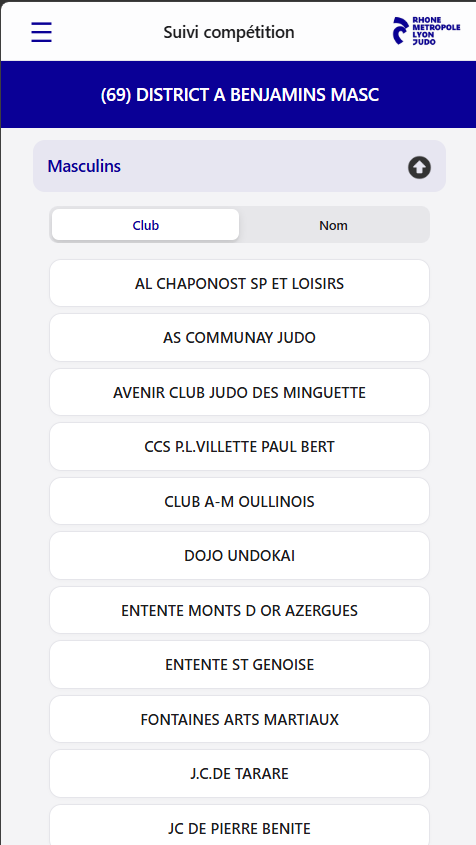 ☰
Suivi compétition
RHONE
METROPOLE
LYON
JUDO
(69) DISTRICT A BENJAMINS MASC
Masculins
Club
Nom
AL CHAPONOST SP ET LOISIRS
AS COMMUNAY JUDO
AVENIR CLUB JUDO DES MINGUETTE
CCS P.L.VILLETTE PAUL BERT
CLUB A-M OULLINOIS
DOJO UNDOKAI
ENTENTE MONTS D OR AZERGUES
ENTENTE ST GENOISE
FONTAINES ARTS MARTIAUX
J.C.DE TARARE
JC DE PIERRE BENITE